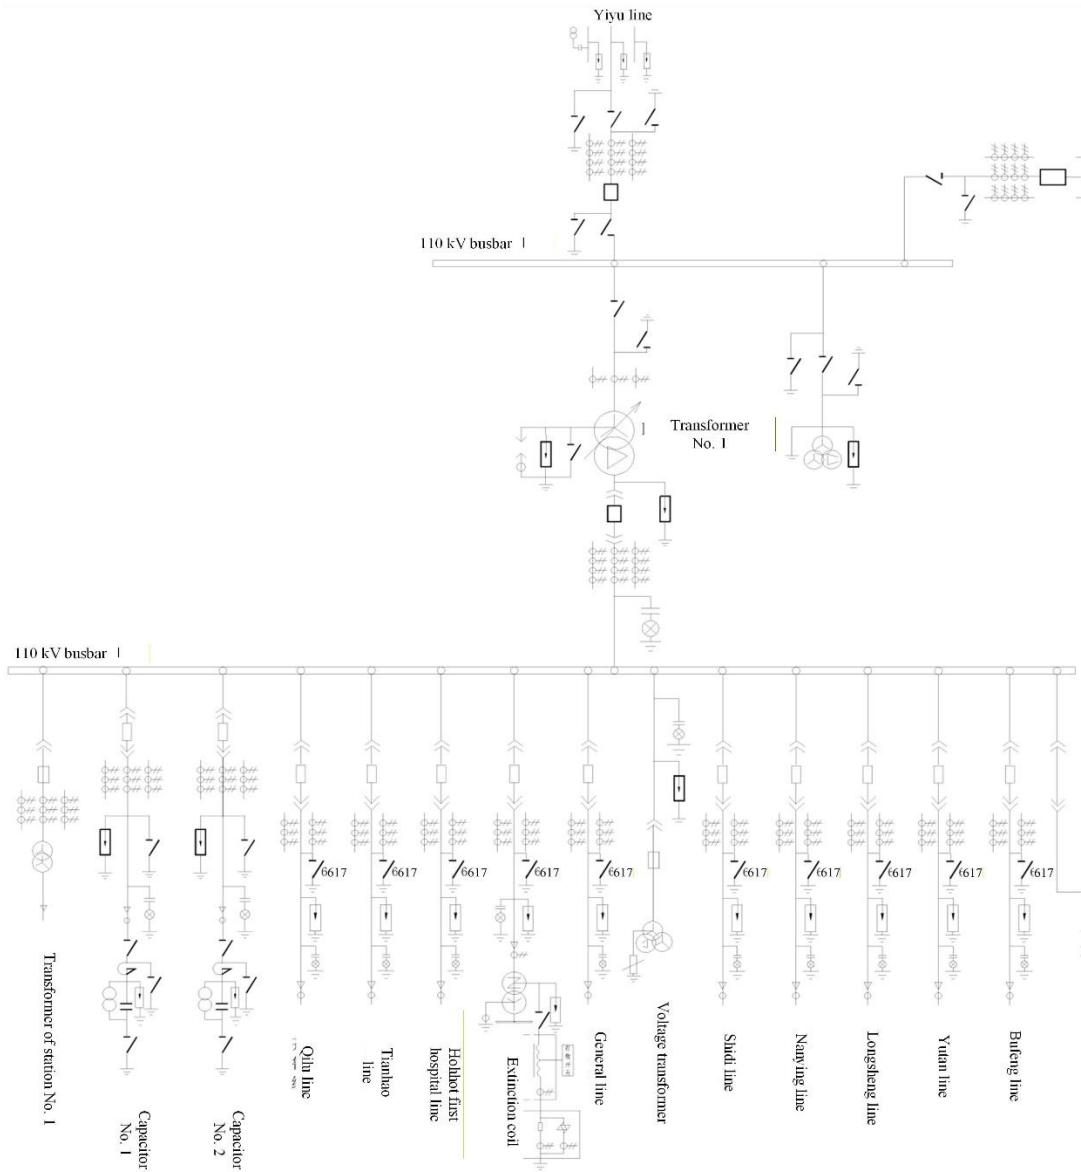 Yiyu line
110 kV busbar 1
1
Transformer
No. 1
110 kV busbar 1
6617
6617
6617
6617
6617
6617
6617
6617
6617
6617
Transformer of station No. 1
Capacitor
No. 1
Capacitor
No. 2
Qilu line
Tianhao
line
Hohhot first
hospital line
Extinction coil
General line
Voltage transformer
Shidi line
Nanying line
Longsheng line
Yutan line
Bufeng line